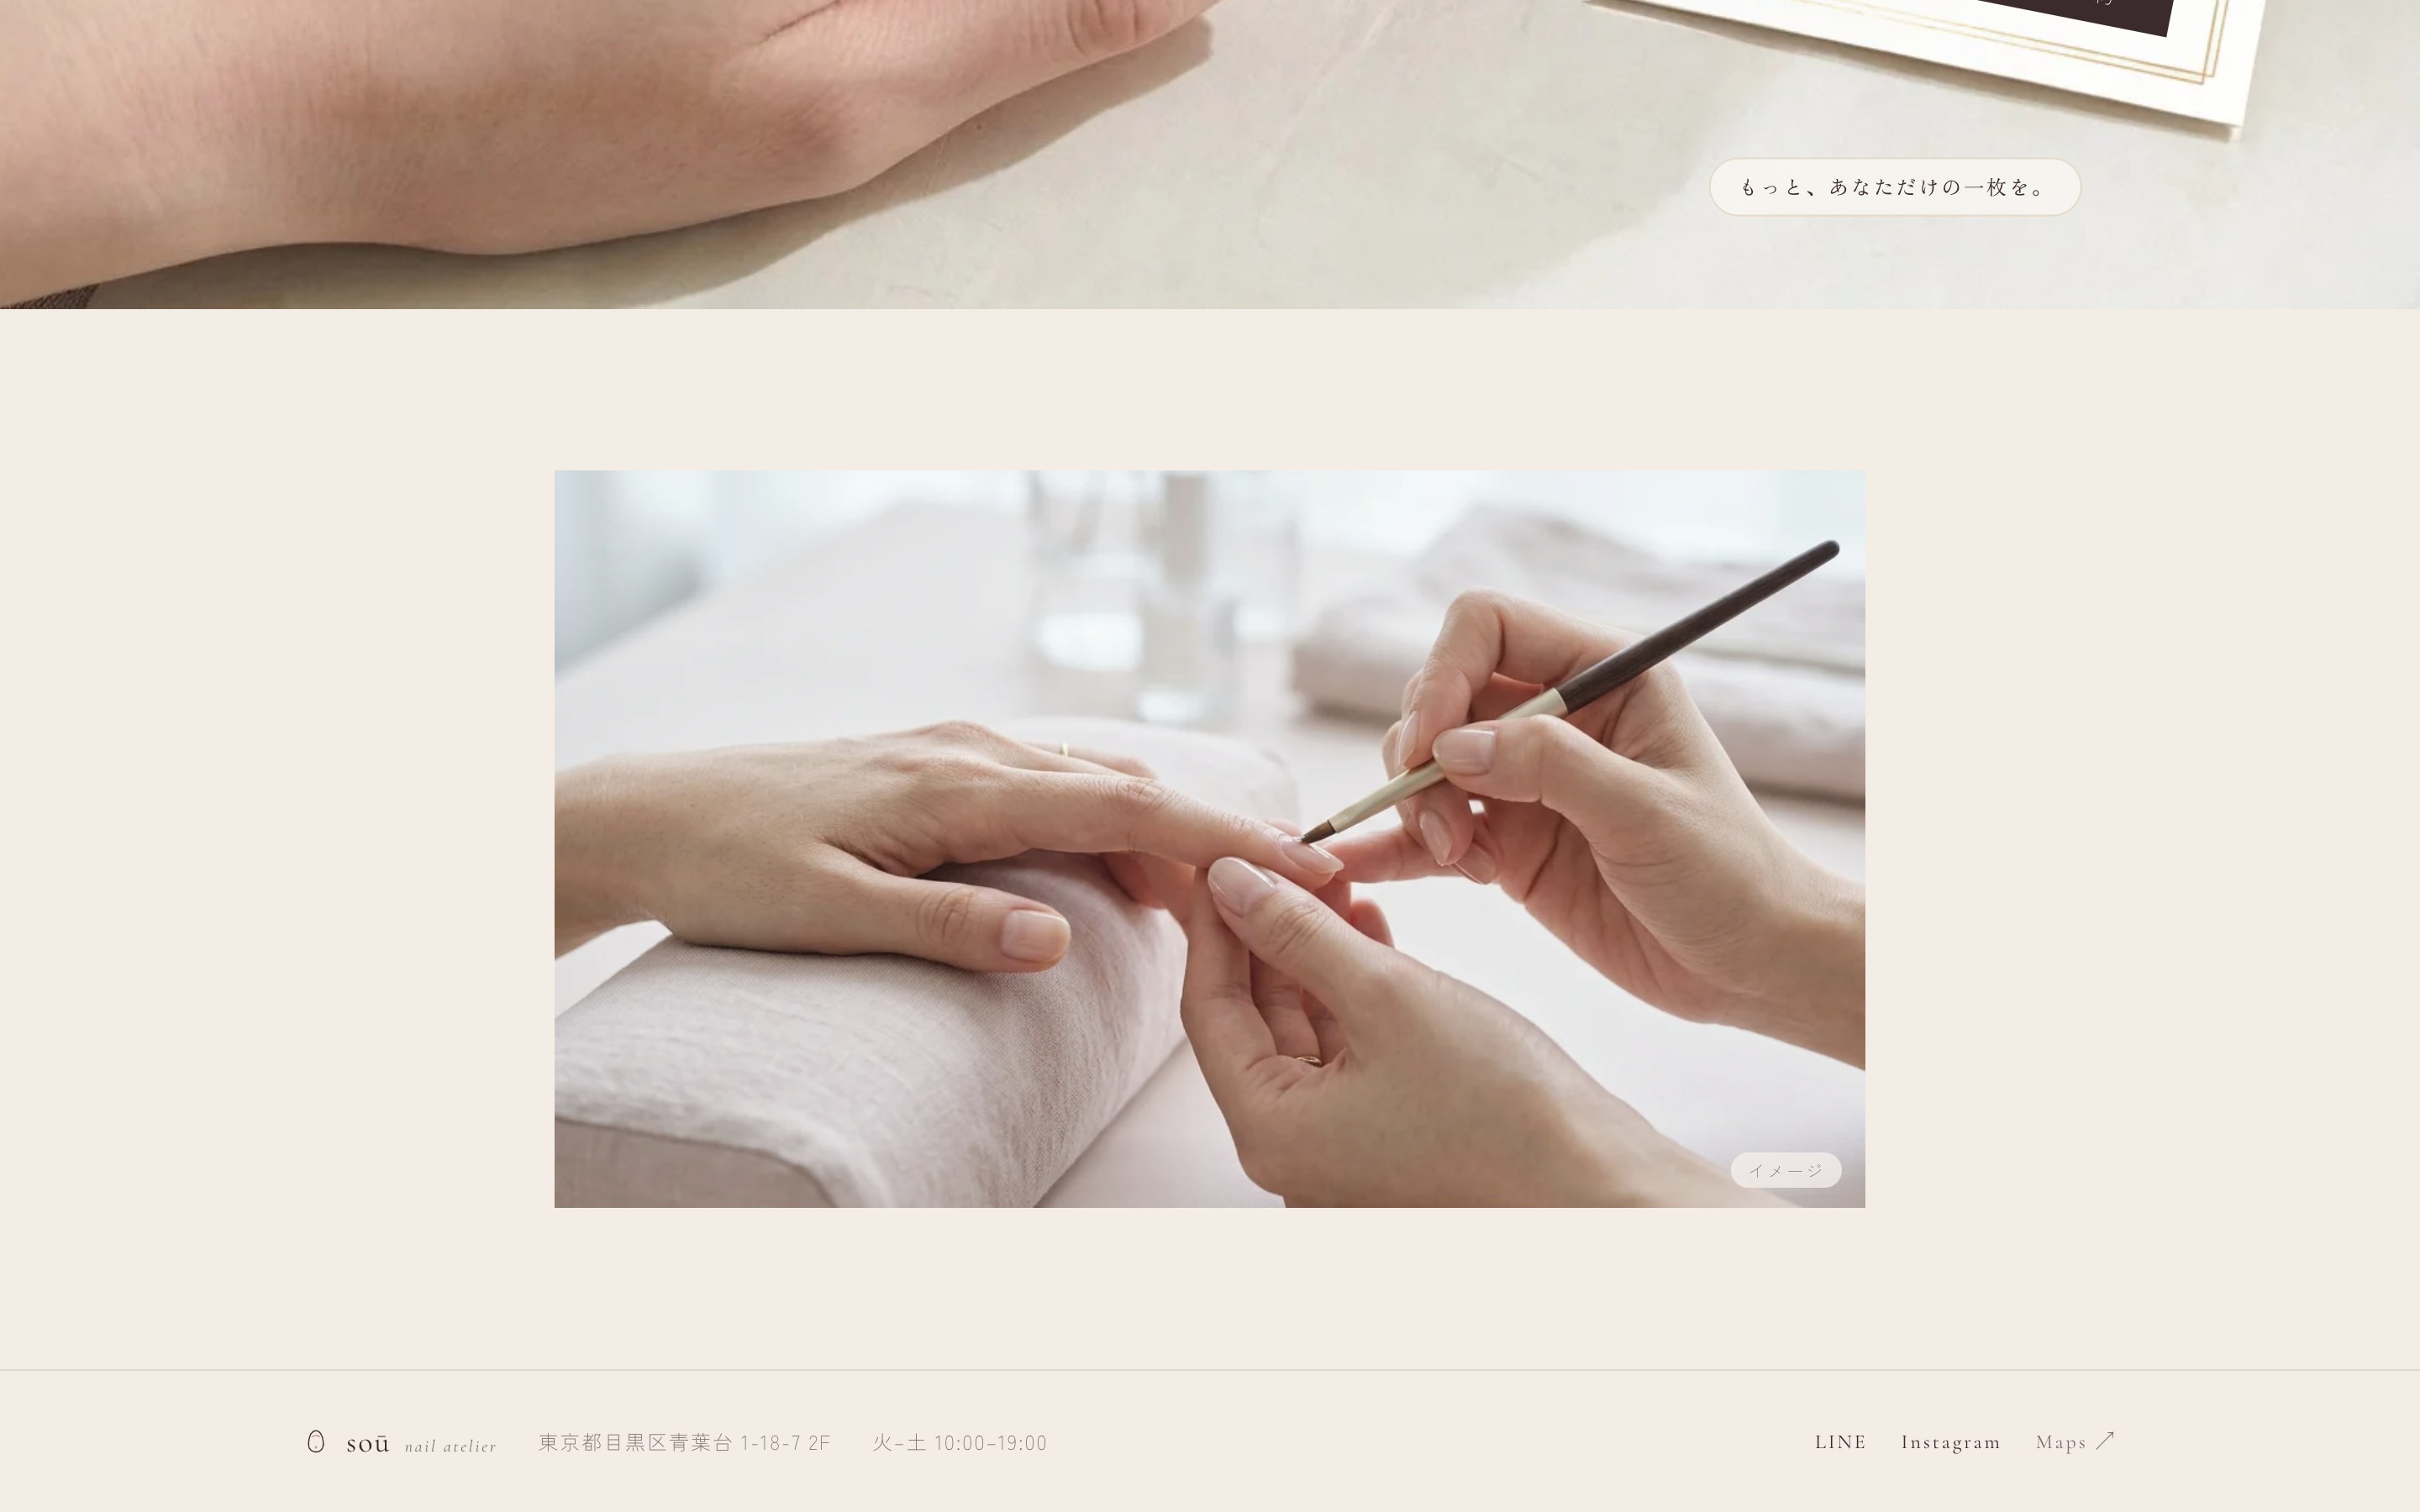 もっと、あなただけの一枚を。
イメージ
soū nail atelier 東京都目黒区青葉台 1-18-7 2F 火–土 10:00–19:00 LINE Instagram Maps ↗